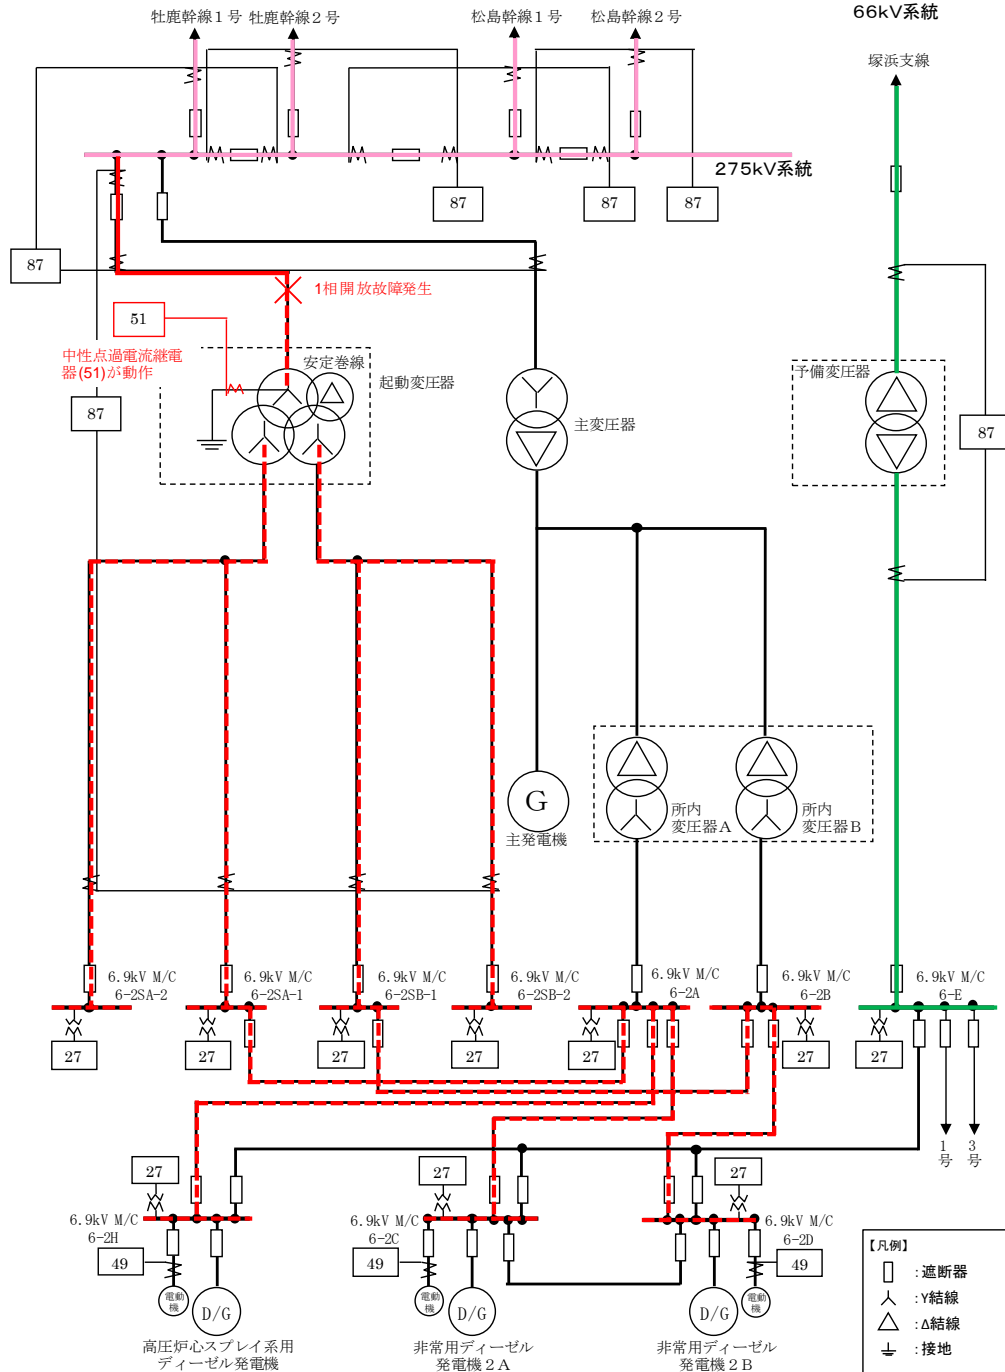 66kV系統
牡鹿幹線1号
牡鹿幹線2号
松島幹線1号
松島幹線2号
塚浜支線
275kV系統
87
87
87
87
1相開放故障発生
51
中性点過電流継電
器(51)が動作
安定巻線
起動変圧器
87
主変圧器
予備変圧器
87
G
主発電機
所内
変圧器A
所内
変圧器B
6.9kV M/C
6-2SA-2
6.9kV M/C
6-2SA-1
6.9kV M/C
6-2SB-1
6.9kV M/C
6-2SB-2
6.9kV M/C
6-2A
6.9kV M/C
6-2B
6.9kV M/C
6-E
27
27
27
27
27
27
27
1
号
3
号
27
27
27
6.9kV M/C
6-2H
6.9kV M/C
6-2C
6.9kV M/C
6-2D
49
49
49
電動
機
D/G
電動
機
D/G
D/G
電動
機
高圧炉心スプレイ系用
ディーゼル発電機
非常用ディーゼル
発電機2A
非常用ディーゼル
発電機2B
【凡例】
:遮断器
:Y結線
:Δ結線
:接地